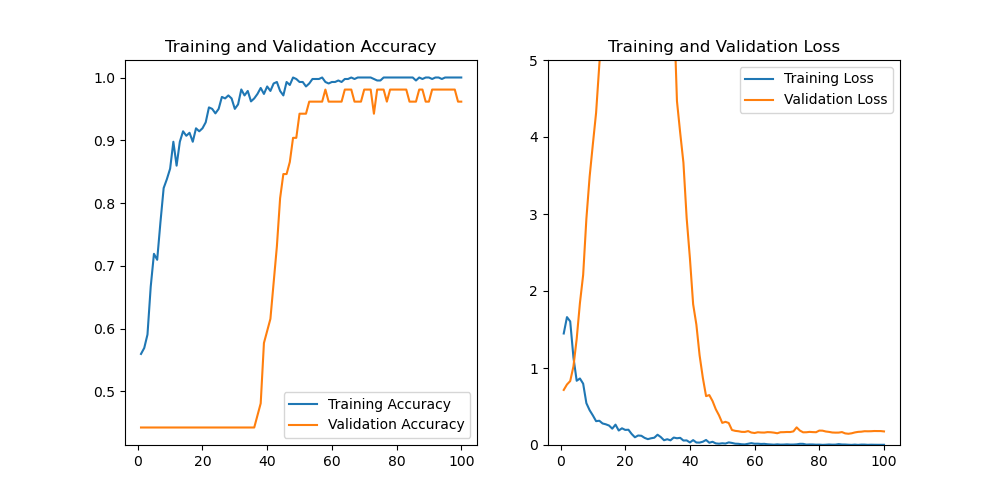 Training and Validation Accuracy
1.0
0.9
0.8
0.7
0.6
0.5
0 20 40 60 80 100
Training Accuracy
Validation Accuracy
Training and Validation Loss
5
4
3
2
1
0
0 20 40 60 80 100
Training Loss
Validation Loss